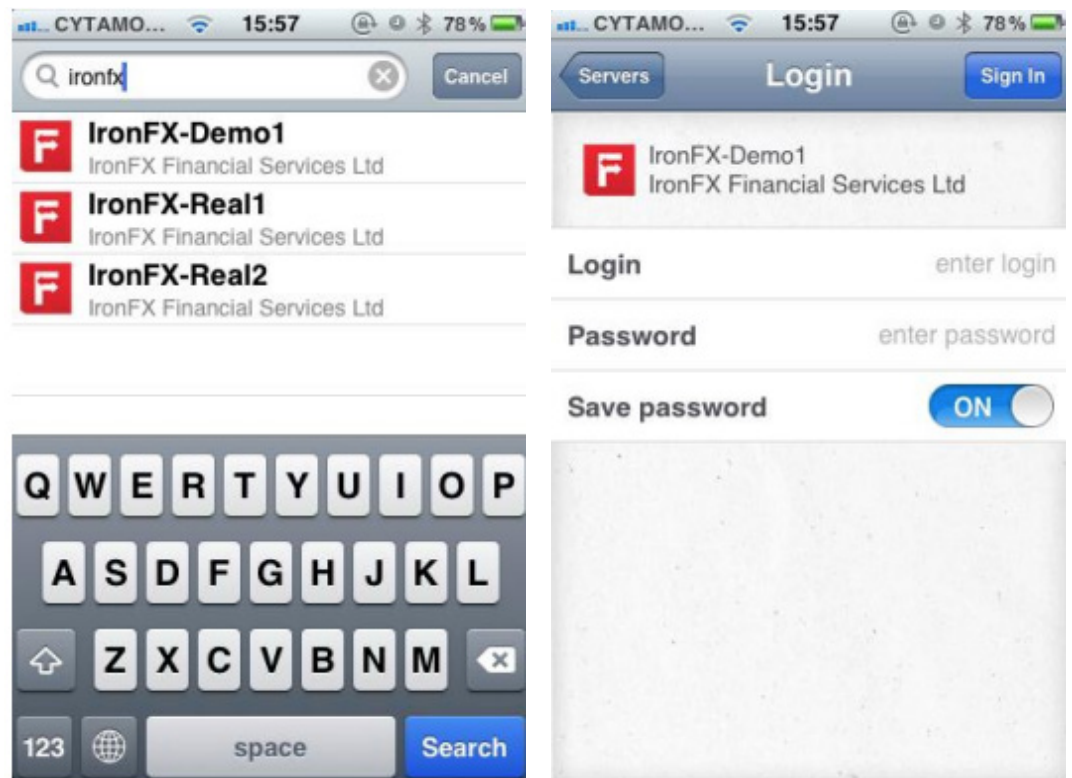 CYTAMO... 15:57 78%
ironfx Cancel
IronFX-Demo1
IronFX Financial Services Ltd
IronFX-Real1
IronFX Financial Services Ltd
IronFX-Real2
IronFX Financial Services Ltd
Q W E R T Y U I O P
A S D F G H J K L
Z X C V B N M
123 space Search
CYTAMO... 15:57 78%
Servers Login Sign In
IronFX-Demo1
IronFX Financial Services Ltd
Login enter login
Password enter password
Save password ON